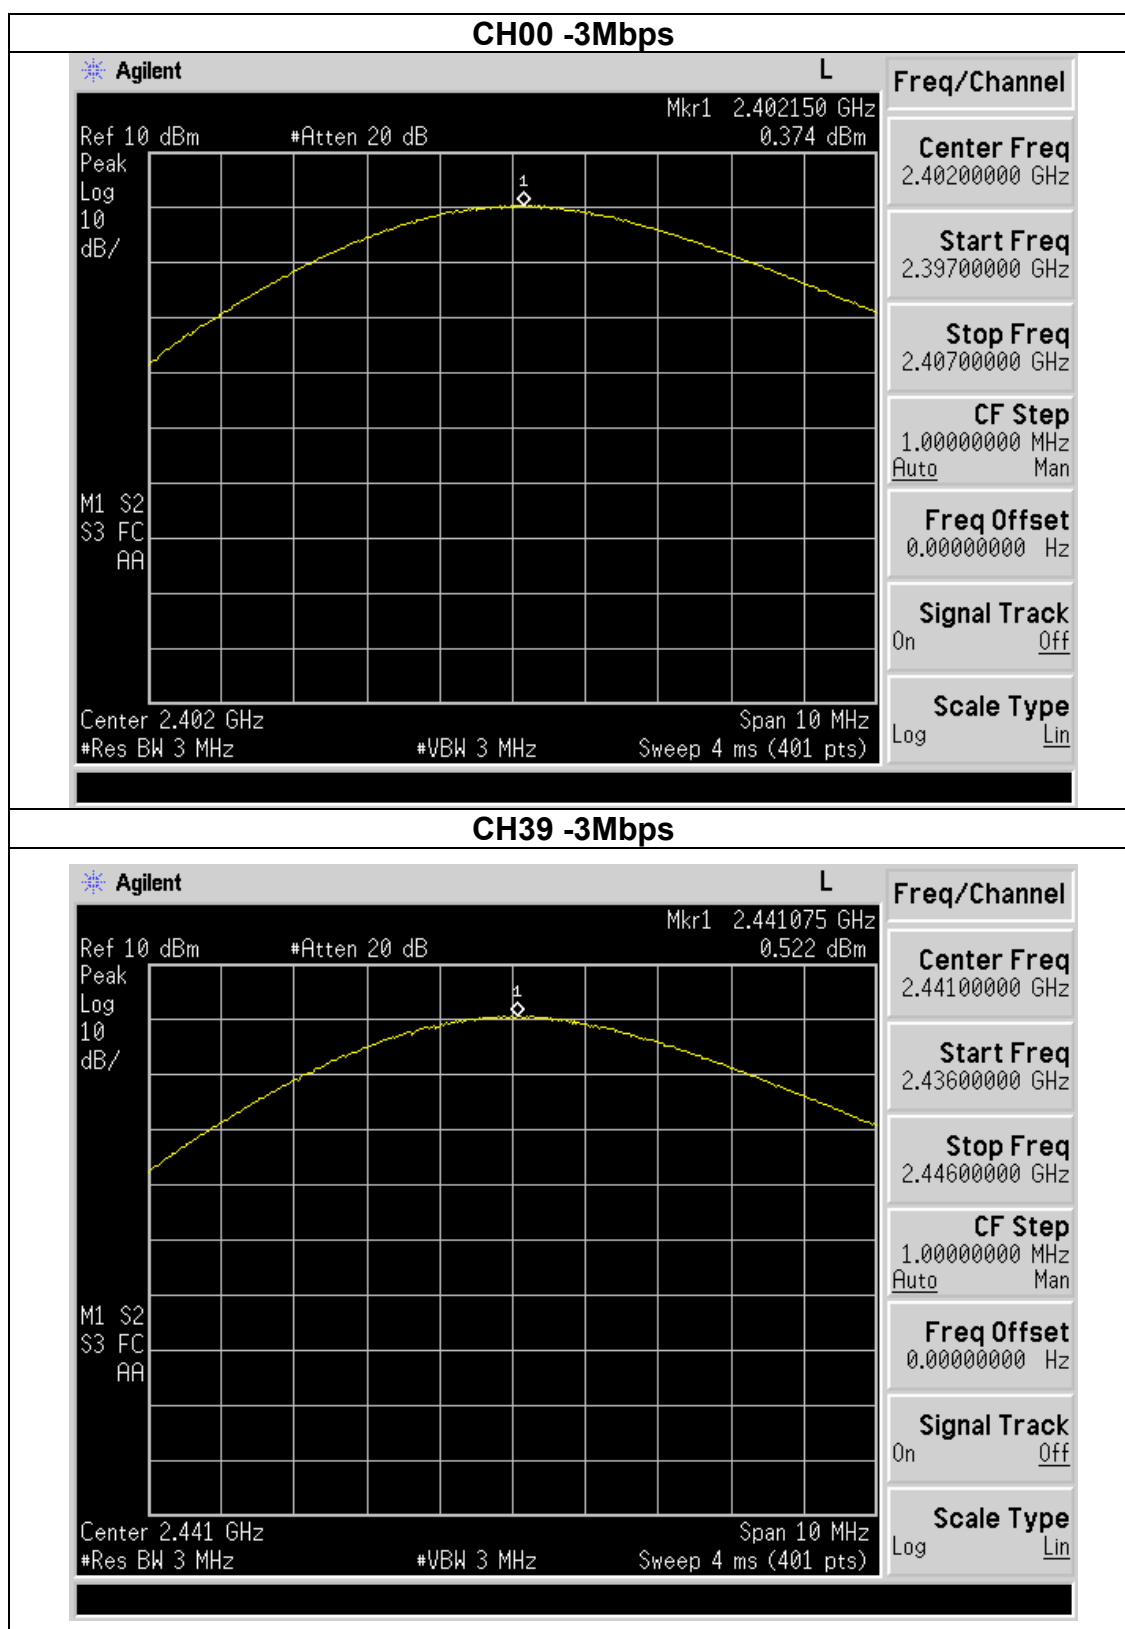 CH00 -3Mbps
Agilent L
Mkr1 2.402150 GHz
Ref 10 dBm #Atten 20 dB 0.374 dBm
Peak
Log
10
dB/
1
M1 S2
S3 FC
AA
Center 2.402 GHz Span 10 MHz
#Res BW 3 MHz #VBW 3 MHz Sweep 4 ms (401 pts)
Freq/Channel
Center Freq
2.40200000 GHz
Start Freq
2.39700000 GHz
Stop Freq
2.40700000 GHz
CF Step
1.00000000 MHz
Auto Man
Freq Offset
0.00000000 Hz
Signal Track
On Off
Scale Type
Log Lin
CH39 -3Mbps
Agilent L
Mkr1 2.441075 GHz
Ref 10 dBm #Atten 20 dB 0.522 dBm
Peak
Log
10
dB/
1
M1 S2
S3 FC
AA
Center 2.441 GHz Span 10 MHz
#Res BW 3 MHz #VBW 3 MHz Sweep 4 ms (401 pts)
Freq/Channel
Center Freq
2.44100000 GHz
Start Freq
2.43600000 GHz
Stop Freq
2.44600000 GHz
CF Step
1.00000000 MHz
Auto Man
Freq Offset
0.00000000 Hz
Signal Track
On Off
Scale Type
Log Lin